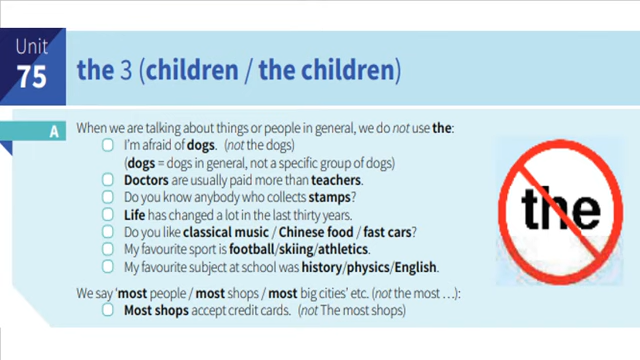 Unit
75
the 3 (children / the children)
A
When we are talking about things or people in general, we do not use the:
I'm afraid of dogs. (not the dogs)
(dogs = dogs in general, not a specific group of dogs)
Doctors are usually paid more than teachers.
Do you know anybody who collects stamps?
Life has changed a lot in the last thirty years.
Do you like classical music / Chinese food / fast cars?
My favourite sport is football/skiing/athletics.
My favourite subject at school was history/physics/English.
We say 'most people / most shops / most big cities' etc. (not the most ...):
Most shops accept credit cards. (not The most shops)
the